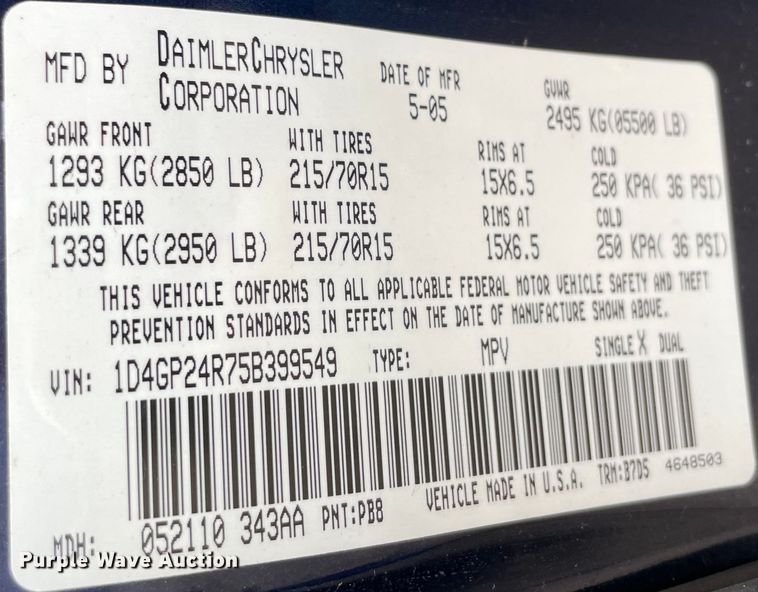 MFD BY DAIMLERCHRYSLER CORPORATION DATE OF MFR 5-05 GVWR 2495 KG(05500 LB)
GAWR FRONT WITH TIRES RIMS AT COLD
1293 KG(2850 LB) 215/70R15 15X6.5 250 KPA( 36 PSI)
GAWR REAR WITH TIRES RIMS AT COLD
1339 KG(2950 LB) 215/70R15 15X6.5 250 KPA( 36 PSI)
THIS VEHICLE CONFORMS TO ALL APPLICABLE FEDERAL MOTOR VEHICLE SAFETY AND THEFT
PREVENTION STANDARDS IN EFFECT ON THE DATE OF MANUFACTURE SHOWN ABOVE.
VIN: 1D4GP24R75B399549 TYPE: MPV SINGLE X DUAL
MDH: 052110 343AA PNT:PB8 VEHICLE MADE IN U.S.A. TRM:B7D5 4648503
Purple Wave Auction